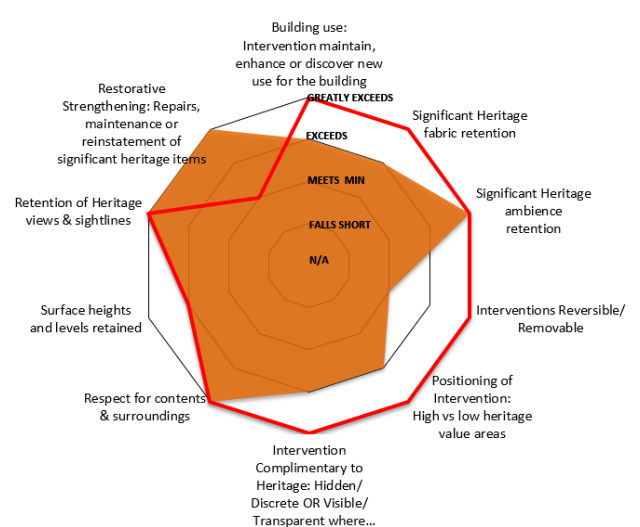 Building use:
Intervention maintain,
enhance or discover new
use for the building
Significant Heritage
fabric retention
Significant Heritage
ambience
retention
Interventions Reversible/
Removable
Positioning of
Intervention:
High vs low heritage
value areas
Intervention
Complimentary to
Heritage: Hidden/
Discrete OR Visible/
Transparent where...
Respect for contents
& surroundings
Surface heights
and levels retained
Retention of Heritage
views & sightlines
Restorative
Strengthening: Repairs,
maintenance or
reinstatement of
significant heritage items
GREATLY EXCEEDS
EXCEEDS
MEETS MIN
FALLS SHORT
N/A